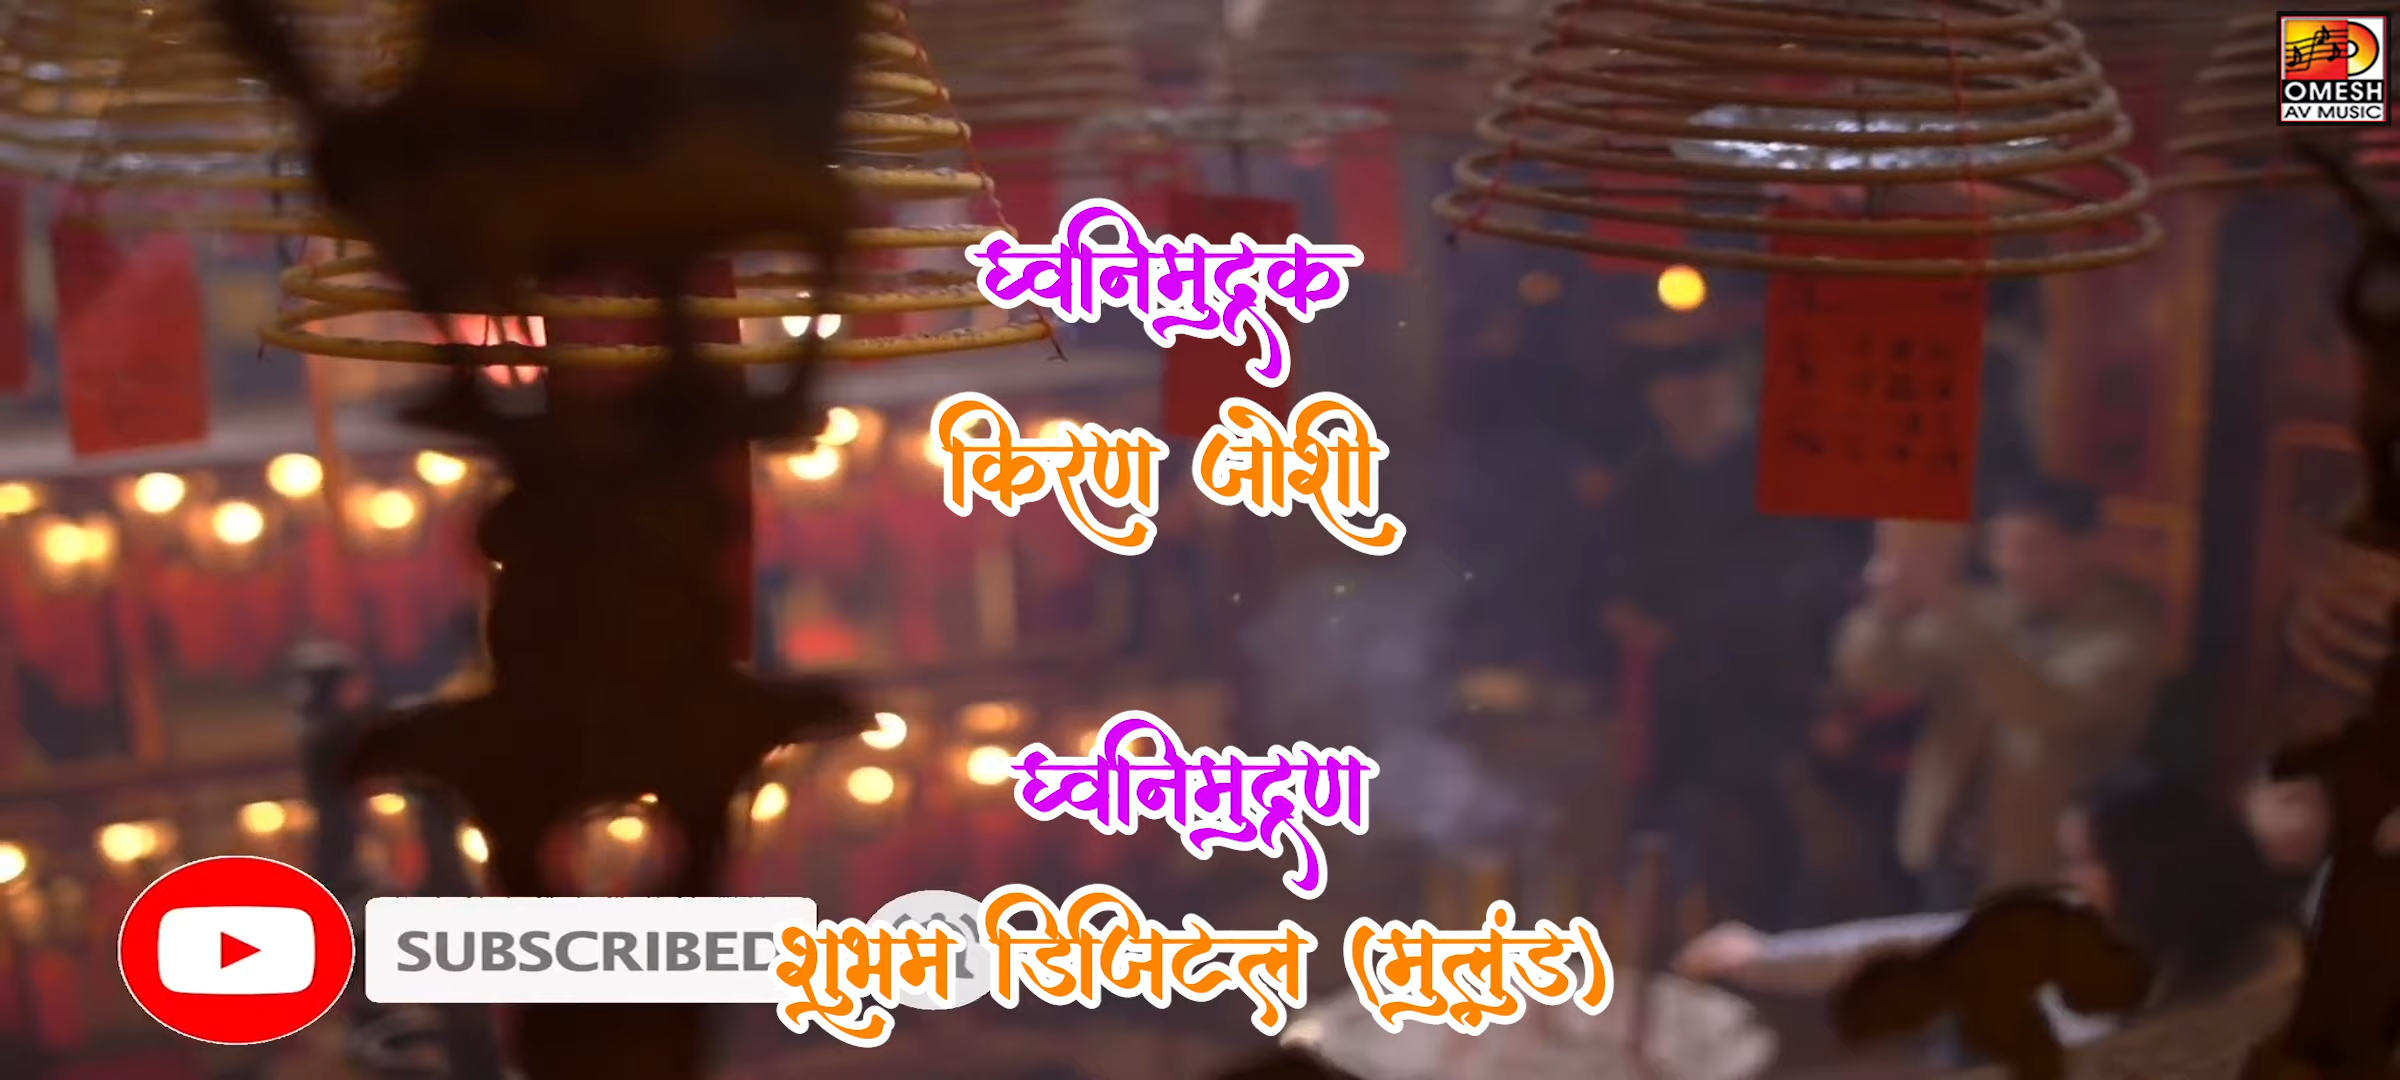 OMESH
AV MUSIC
ध्वनिमुद्रक
किरण जोशी
ध्वनिमुद्रण
SUBSCRIBED
शुभम डिजिटल (मुलुंड)